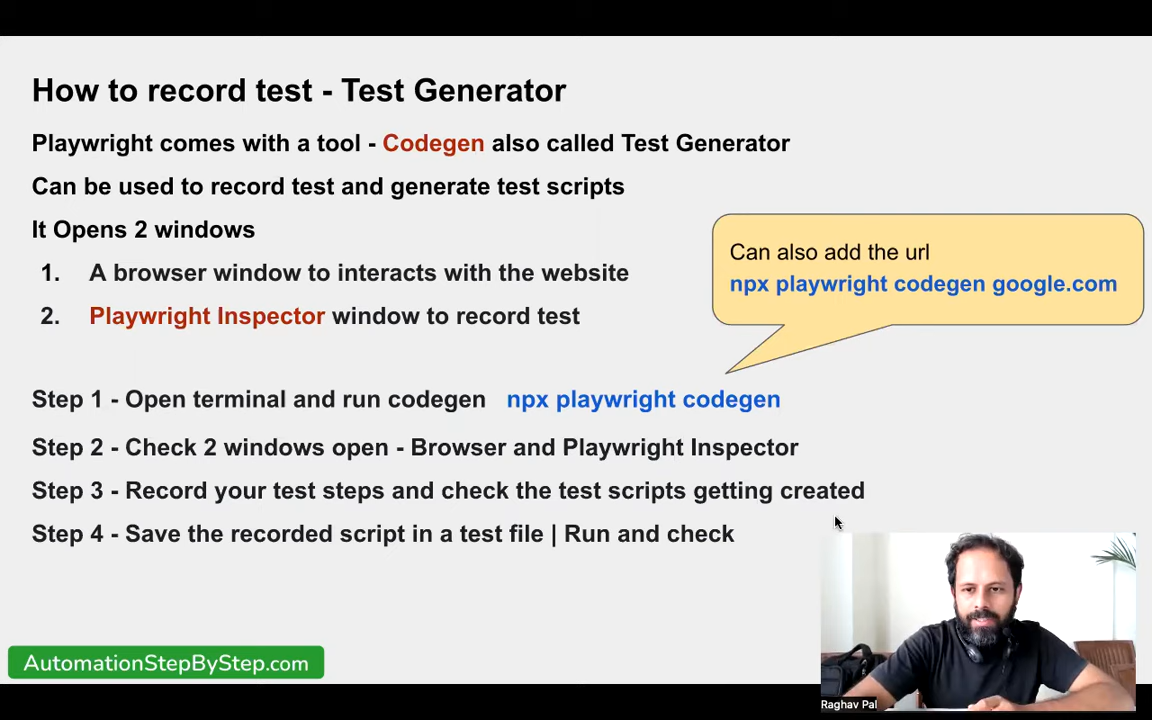 How to record test - Test Generator
Playwright comes with a tool - Codegen also called Test Generator
Can be used to record test and generate test scripts
It Opens 2 windows
1. A browser window to interacts with the website
2. Playwright Inspector window to record test
Can also add the url
npx playwright codegen google.com
Step 1 - Open terminal and run codegen npx playwright codegen
Step 2 - Check 2 windows open - Browser and Playwright Inspector
Step 3 - Record your test steps and check the test scripts getting created
Step 4 - Save the recorded script in a test file | Run and check
AutomationStepByStep.com
Raghav Pal